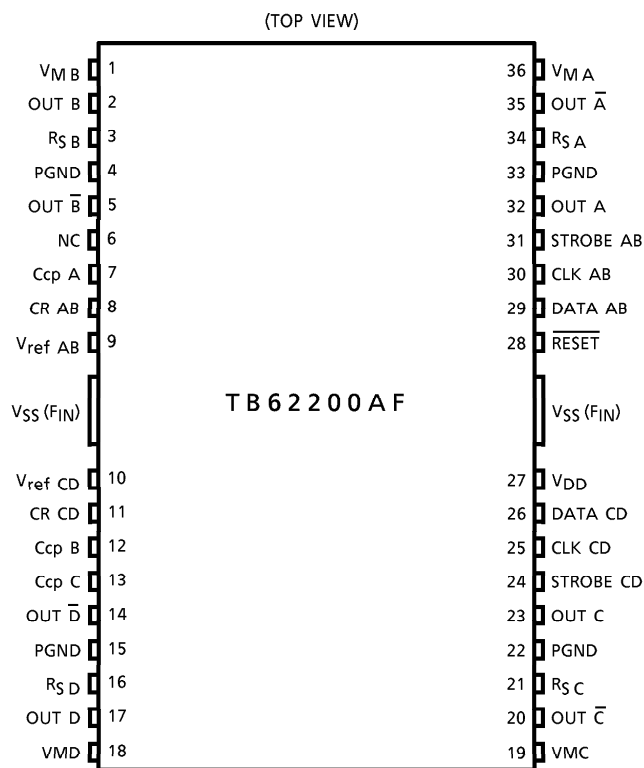 (TOP VIEW)
VM B 1 36 VM A
OUT B 2 35 OUT A̅
RS B 3 34 RS A
PGND 4 33 PGND
OUT B̅ 5 32 OUT A
NC 6 31 STROBE AB
Ccp A 7 30 CLK AB
CR AB 8 29 DATA AB
Vref AB 9 28 R̅E̅S̅E̅T̅
VSS (FIN) TB62200AF VSS (FIN)
Vref CD 10 27 VDD
CR CD 11 26 DATA CD
Ccp B 12 25 CLK CD
Ccp C 13 24 STROBE CD
OUT D̅ 14 23 OUT C
PGND 15 22 PGND
RS D 16 21 RS C
OUT D 17 20 OUT C̅
VMD 18 19 VMC